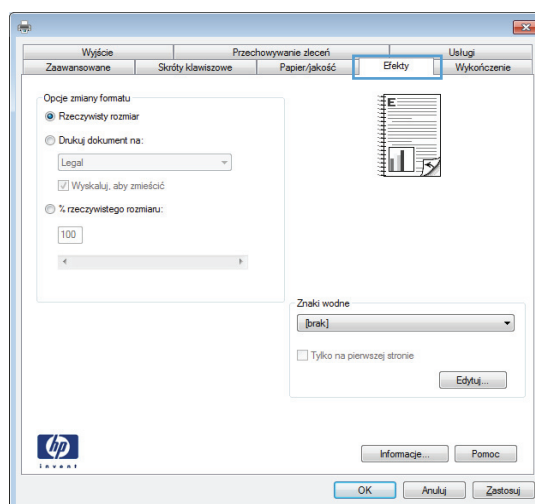 Wyjście Przechowywanie zleceń Usługi
Zaawansowane Skróty klawiszowe Papier/jakość Efekty Wykończenie
Opcje zmiany formatu
Rzeczywisty rozmiar
Drukuj dokument na:
Legal
Wyskaluj, aby zmieścić
% rzeczywistego rozmiaru:
100
E
Znaki wodne
[brak]
Tylko na pierwszej stronie
Edytuj...
hp
invent
Informacje... Pomoc
OK Anuluj Zastosuj